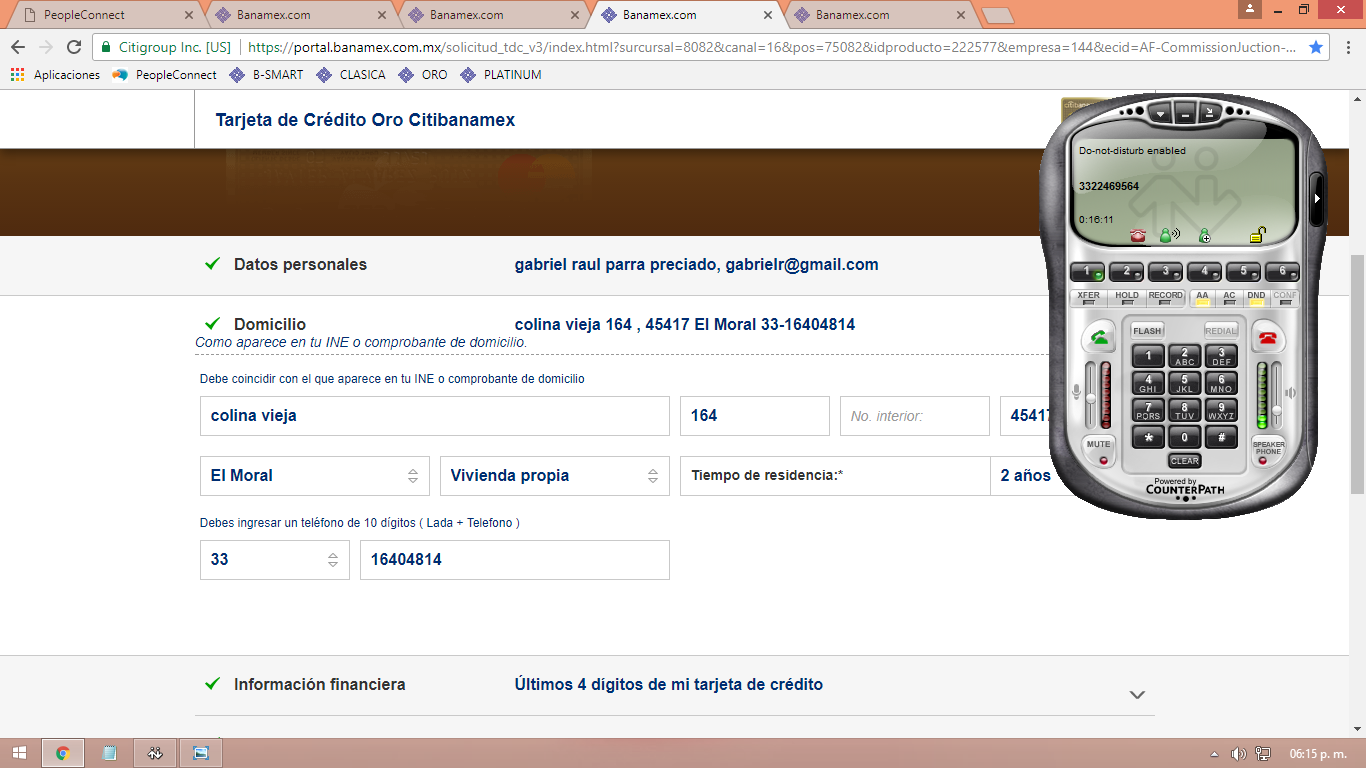 PeopleConnect
Banamex.com
Banamex.com
Banamex.com
Banamex.com
Citigroup Inc. [US]
https://portal.banamex.com.mx/solicitud_tdc_v3/index.html?surcursal=8082&canal=16&pos=75082&idproducto=222577&empresa=144&ecid=AF-CommissionJuction-...
Aplicaciones
PeopleConnect
B-SMART
CLASICA
ORO
PLATINUM
Tarjeta de Crédito Oro Citibanamex
Datos personales
gabriel raul parra preciado, gabrielr@gmail.com
Domicilio
colina vieja 164 , 45417 El Moral 33-16404814
Como aparece en tu INE o comprobante de domicilio.
Debe coincidir con el que aparece en tu INE o comprobante de domicilio
colina vieja
164
No. interior:
45417
El Moral
Vivienda propia
Tiempo de residencia:*
2 años
Debes ingresar un teléfono de 10 dígitos ( Lada + Telefono )
33
16404814
Información financiera
Últimos 4 dígitos de mi tarjeta de crédito
Do-not-disturb enabled
3322469564
0:16:11
1 2 3 4 5 6
XFER HOLD RECORD AA AC DND CONF
FLASH REDIAL
1 2 ABC 3 DEF
4 GHI 5 JKL 6 MNO
7 PQRS 8 TUV 9 WXYZ
* 0 #
MUTE
SPEAKER PHONE
CLEAR
Powered by
COUNTERPATH
06:15 p. m.